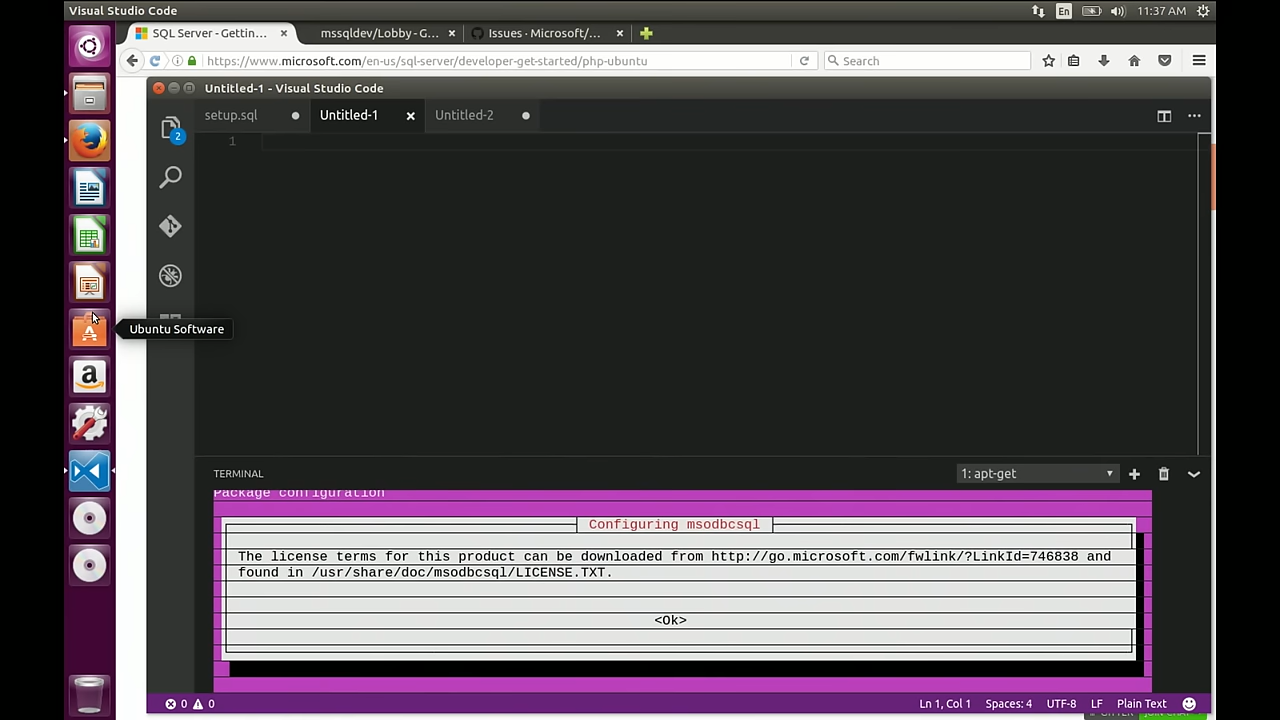 Visual Studio Code
En
11:37 AM
SQL Server - Gettin...
mssqldev/Lobby - G...
Issues · Microsoft/...
https://www.microsoft.com/en-us/sql-server/developer-get-started/php-ubuntu
Search
Untitled-1 - Visual Studio Code
setup.sql
Untitled-1
Untitled-2
2
1
Ubuntu Software
a
TERMINAL
1: apt-get
Package configuration
Configuring msodbcsql
The license terms for this product can be downloaded from http://go.microsoft.com/fwlink/?LinkId=746838 and
found in /usr/share/doc/msodbcsql/LICENSE.TXT.
<Ok>
0
0
Ln 1, Col 1
Spaces: 4
UTF-8
LF
Plain Text